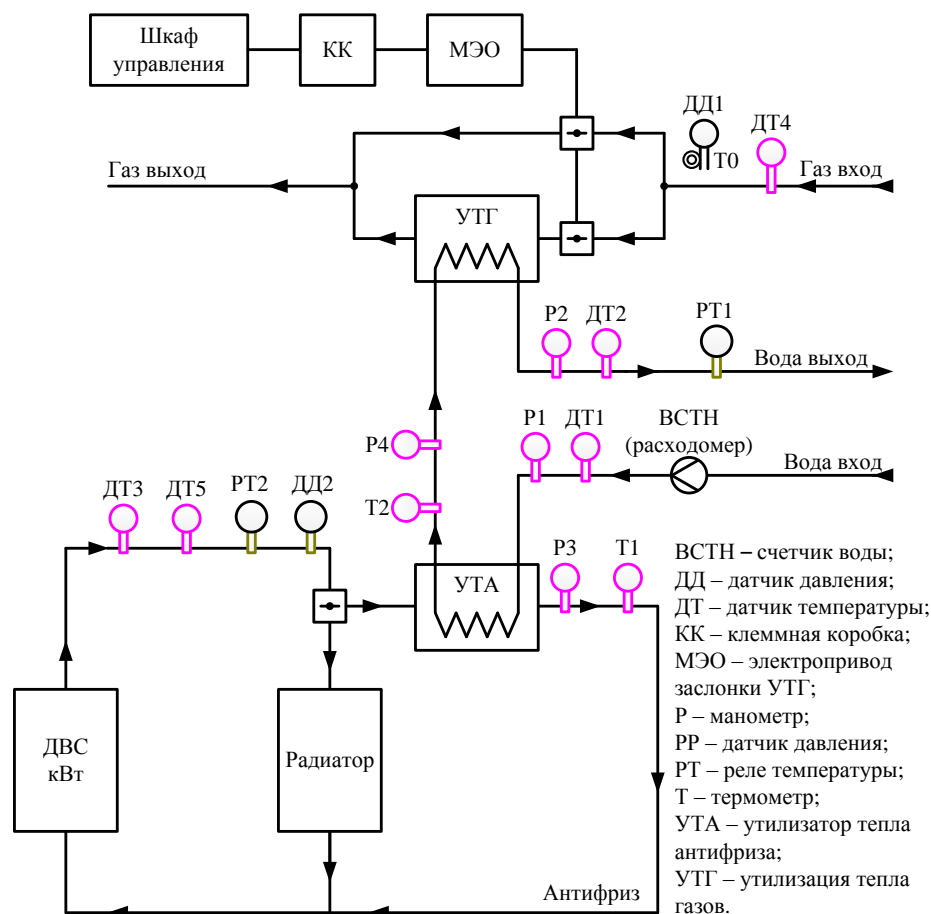 Шкаф
управления
КК
МЭО
ДД1
ДТ4
Т0
Газ выход
Газ вход
УТГ
Р2
ДТ2
РТ1
Вода выход
Р4
Р1
ДТ1
ВСТН
(расходомер)
Вода вход
Т2
ДТ3
ДТ5
РТ2
ДД2
Р3
Т1
УТА
ДВС
кВт
Радиатор
Антифриз
ВСТН – счетчик воды;
ДД – датчик давления;
ДТ – датчик температуры;
КК – клеммная коробка;
МЭО – электропривод
заслонки УТГ;
Р – манометр;
РР – датчик давления;
РТ – реле температуры;
Т – термометр;
УТА – утилизатор тепла
антифриза;
УТГ – утилизация тепла
газов.